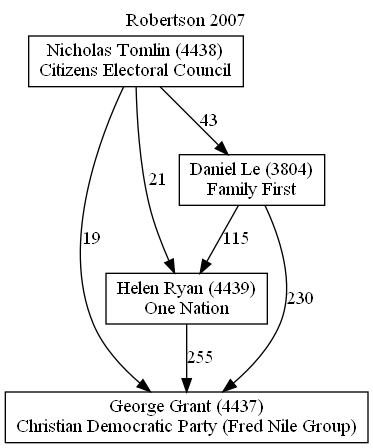 Robertson 2007
Nicholas Tomlin (4438)
Citizens Electoral Council
43
Daniel Le (3804)
Family First
21
19
115
230
Helen Ryan (4439)
One Nation
255
George Grant (4437)
Christian Democratic Party (Fred Nile Group)